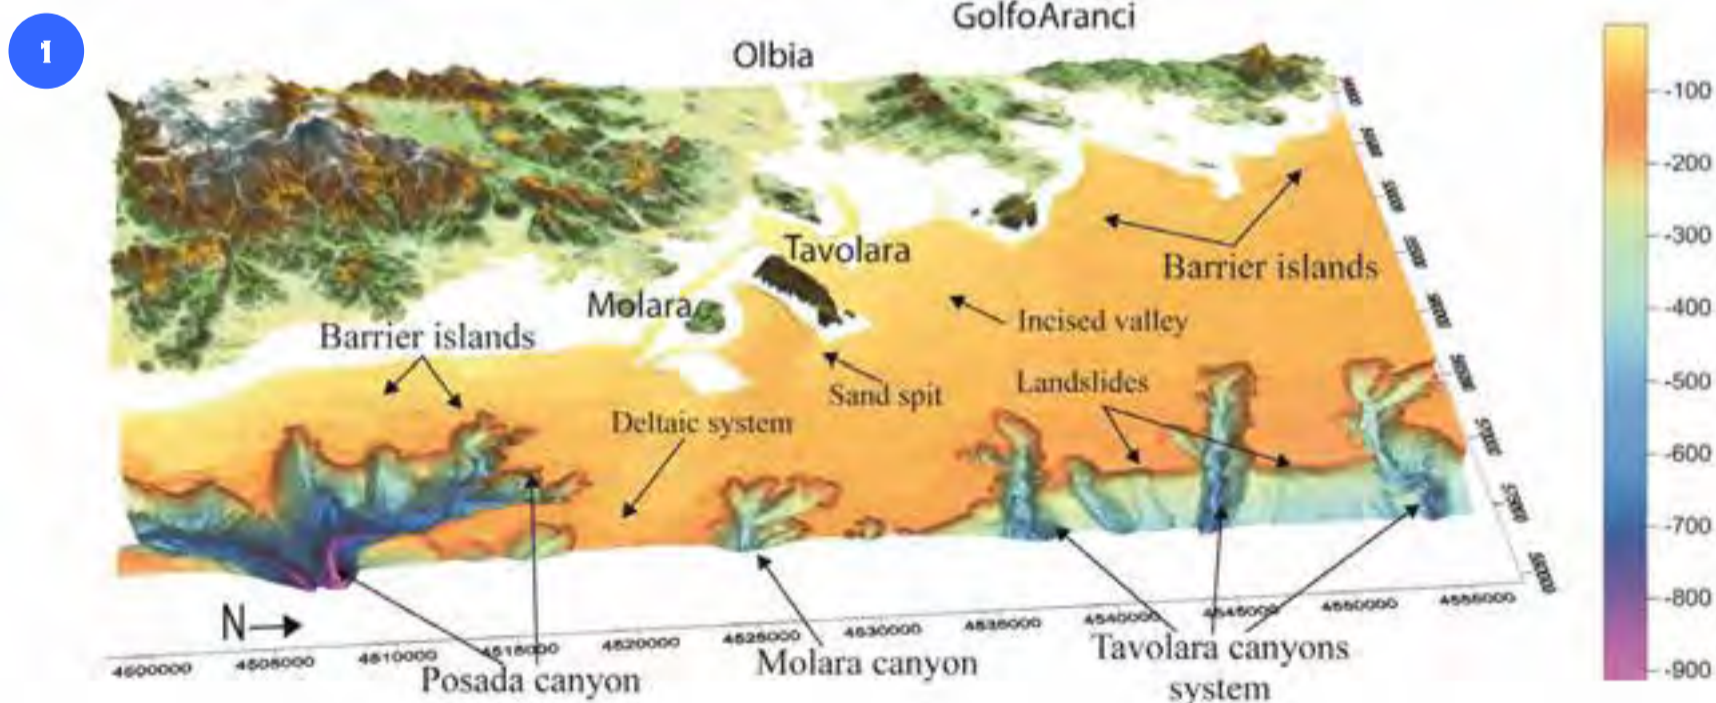 1
GolfoAranci
Olbia
-100
-200
Tavolara
-300
Barrier islands
Molara
-400
Incised valley
Barrier islands
-500
Landslides
Sand spit
Deltaic system
-600
-700
-800
N
4555000
4550000
4545000
4540000
4535000
4530000
4525000
4520000
4515000
4510000
4505000
4500000
-900
Tavolara canyons
system
Molara canyon
Posada canyon